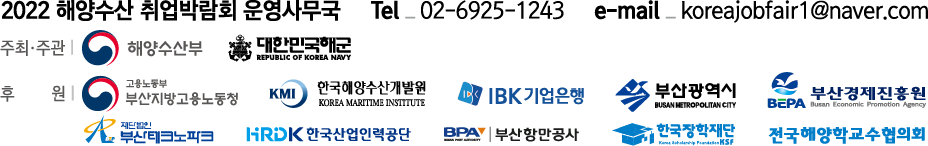 2022 해양수산 취업박람회 운영사무국 Tel _ 02-6925-1243 e-mail _ koreajobfair1@naver.com
주최·주관 | 해양수산부 대한민국해군 REPUBLIC OF KOREA NAVY
후 원 | 고용노동부 부산지방고용노동청 KMI 한국해양수산개발원 KOREA MARITIME INSTITUTE IBK기업은행 부산광역시 BUSAN METROPOLITAN CITY BEPA 부산경제진흥원 Busan Economic Promotion Agency
재단법인 부산테크노파크 HRDK 한국산업인력공단 BPA BUSAN PORT AUTHORITY 부산항만공사 한국장학재단 Korea Scholarship Foundation KSF 전국해양학교수협의회